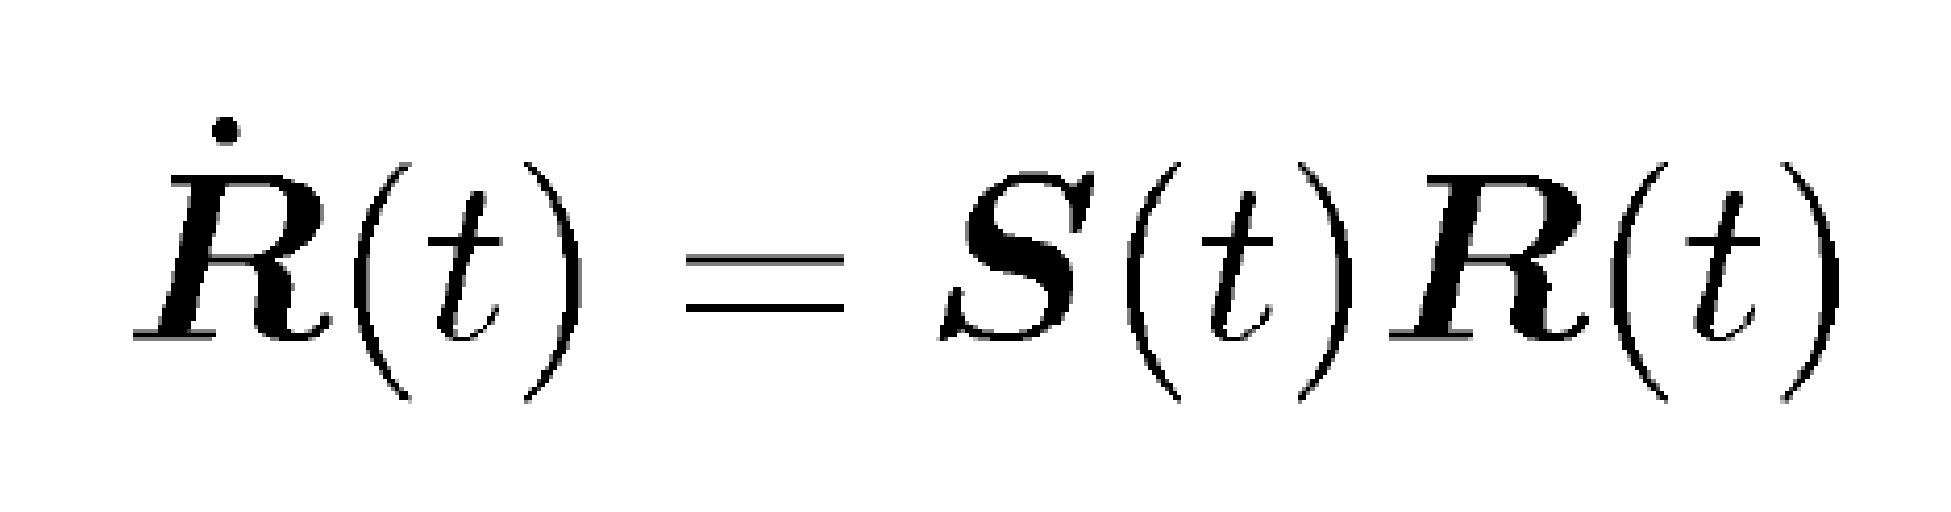 Ṙ(t) = S(t)R(t)